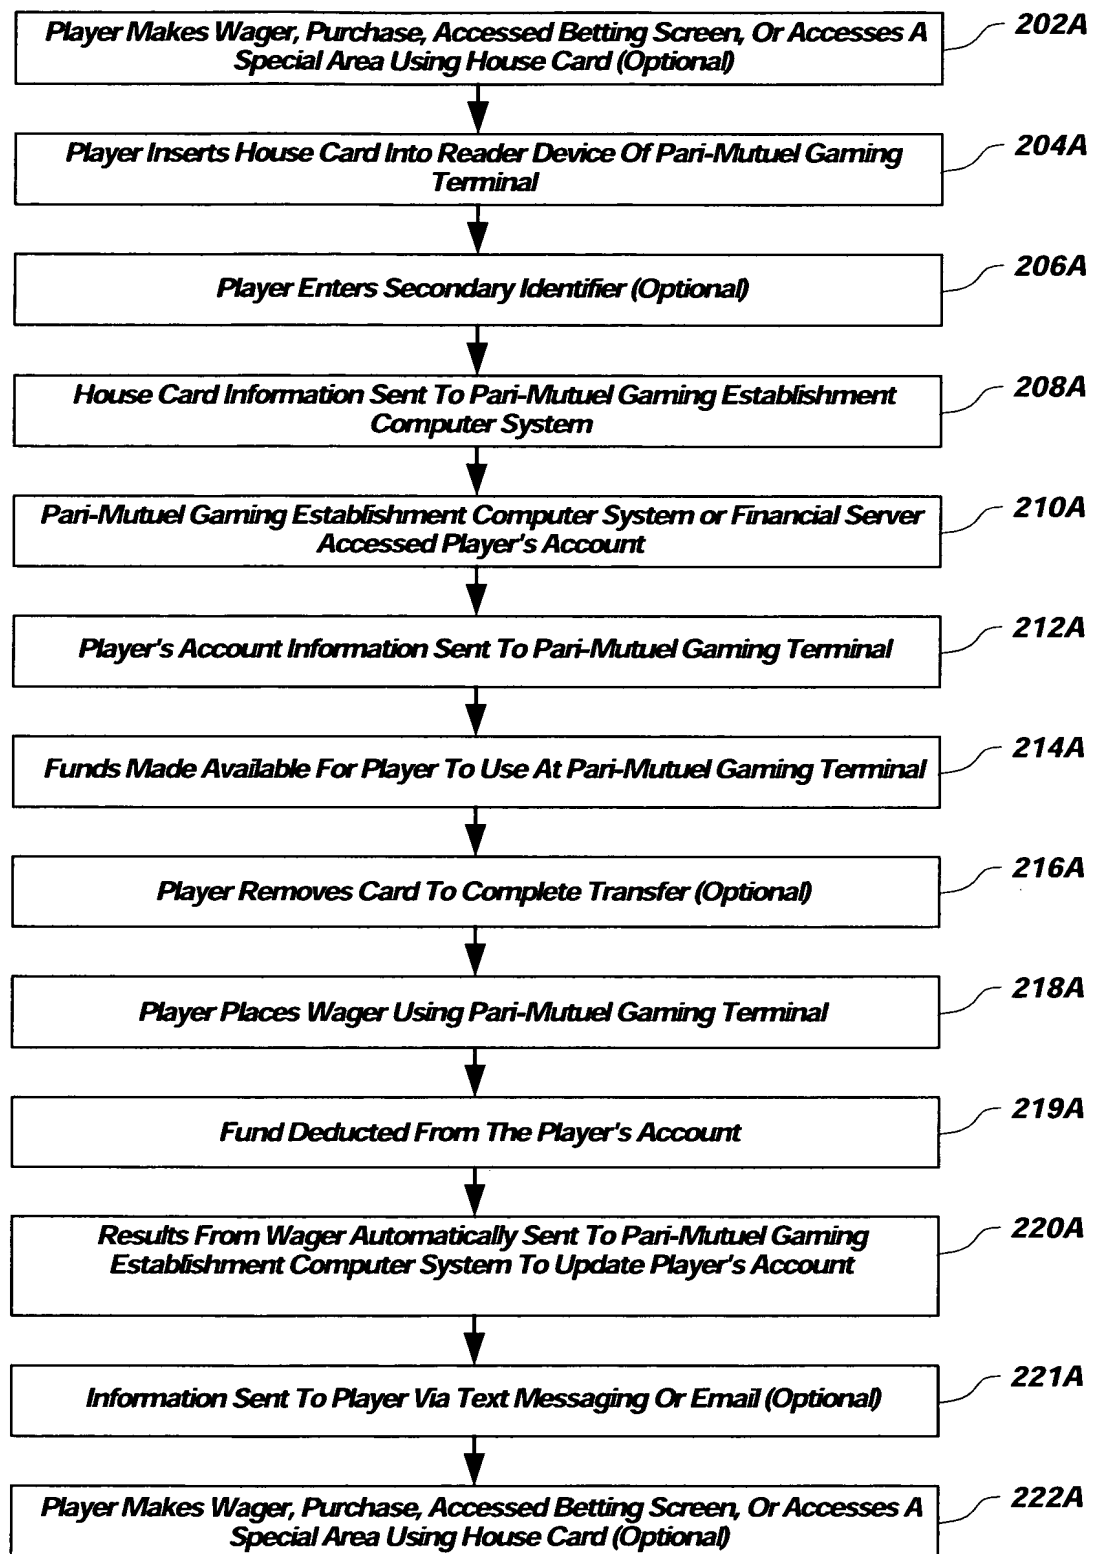 Player Makes Wager, Purchase, Accessed Betting Screen, Or Accesses A
Special Area Using House Card (Optional)
202A
Player Inserts House Card Into Reader Device Of Pari-Mutuel Gaming
Terminal
204A
Player Enters Secondary Identifier (Optional)
206A
House Card Information Sent To Pari-Mutuel Gaming Establishment
Computer System
208A
Pari-Mutuel Gaming Establishment Computer System or Financial Server
Accessed Player's Account
210A
Player's Account Information Sent To Pari-Mutuel Gaming Terminal
212A
Funds Made Available For Player To Use At Pari-Mutuel Gaming Terminal
214A
Player Removes Card To Complete Transfer (Optional)
216A
Player Places Wager Using Pari-Mutuel Gaming Terminal
218A
Fund Deducted From The Player's Account
219A
Results From Wager Automatically Sent To Pari-Mutuel Gaming
Establishment Computer System To Update Player's Account
220A
Information Sent To Player Via Text Messaging Or Email (Optional)
221A
Player Makes Wager, Purchase, Accessed Betting Screen, Or Accesses A
Special Area Using House Card (Optional)
222A